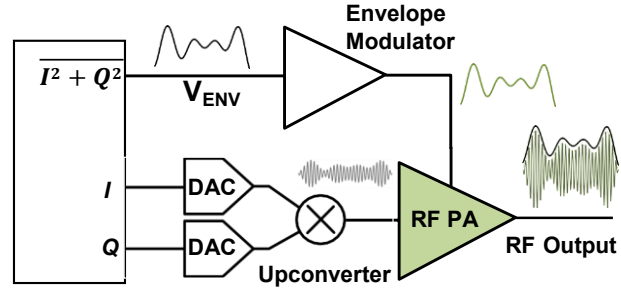 Envelope
Modulator
I² + Q²
V_ENV
I
DAC
Q
DAC
Upconverter
RF PA
RF Output